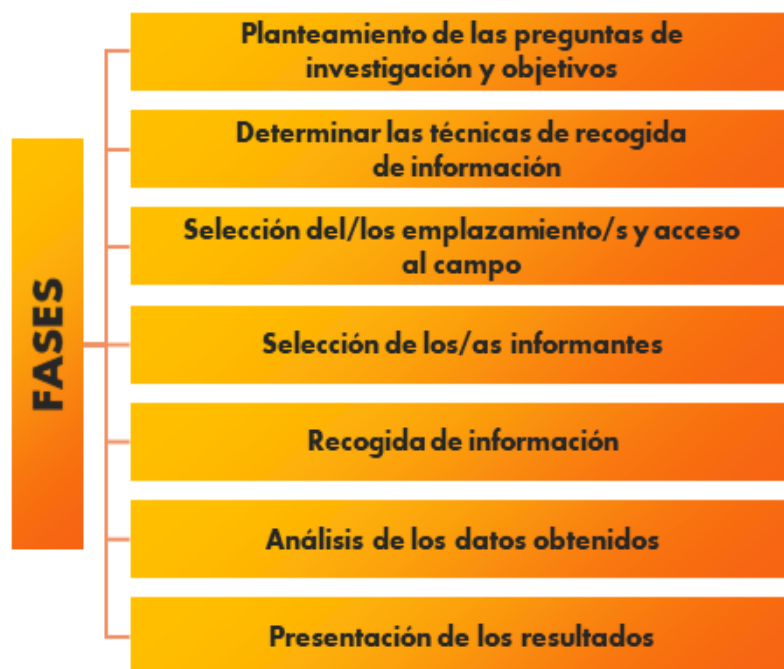 FASES
Planteamiento de las preguntas de
investigación y objetivos
Determinar las técnicas de recogida
de información
Selección del/los emplazamiento/s y acceso
al campo
Selección de los/as informantes
Recogida de información
Análisis de los datos obtenidos
Presentación de los resultados